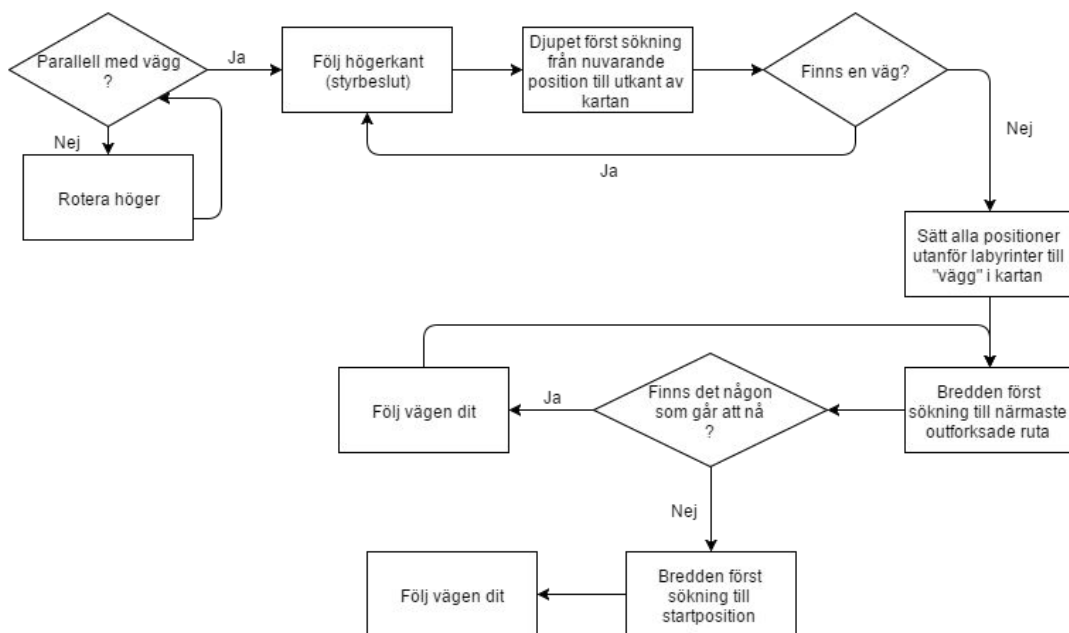 Parallell med vägg
?
Ja
Följ högerkant
(styrbeslut)
Djupet först sökning
från nuvarande
position till utkant av
kartan
Finns en väg?
Nej
Rotera höger
Ja
Nej
Sätt alla positioner
utanför labyrinter till
"vägg" i kartan
Följ vägen dit
Ja
Finns det någon
som går att nå
?
Bredden först
sökning till närmaste
outforksade ruta
Nej
Följ vägen dit
Bredden först
sökning till
startposition